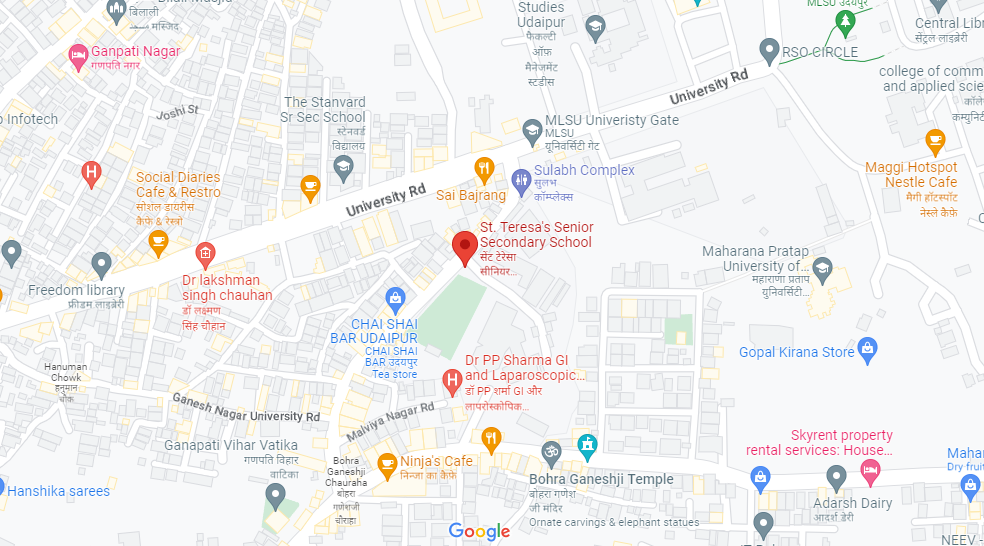 बिलाली
मस्जिद
Ganpati Nagar
गणपति नगर
Infotech
Joshi St
The Stanvard
Sr Sec School
स्टेनवर्ड
विद्यालय
Studies
Udaipur
फैकल्टी
ऑफ़
मैनेजमेंट
स्टडीस
MLSU उदयपुर
RSO CIRCLE
Central Libr
सेंट्रल लाइब्रेरी
college of comm
and applied scie
University Rd
MLSU Univeristy Gate
MLSU
यूनिवर्सिटी गेट
Maggi Hotspot
Nestle Cafe
मैगी हॉटस्पॉट
नेस्ले कैफ़े
H
Social Diaries
Cafe & Restro
सोशल डायरीस
कैफ़े & रेस्त्रो
University Rd
Sai Bajrang
Sulabh Complex
सुलभ
कॉम्प्लेक्स
St. Teresa's Senior
Secondary School
सेंट टेरेसा
सीनियर...
Maharana Pratap
University of...
महाराणा प्रताप
यूनिवर्सिटी...
Freedom library
फ्रीडम लाइब्रेरी
Dr lakshman
singh chauhan
डॉ लक्ष्मण
सिंह चौहान
CHAI SHAI
BAR UDAIPUR
CHAI SHAI
BAR उदयपुर
Tea store
Gopal Kirana Store
Hanuman
Chowk
हनुमान
चौक
Dr PP Sharma GI
and Laparoscopic...
डॉ पीपी शर्मा GI और
लापरोस्कोपिक...
H
Ganesh Nagar University Rd
Malviya Nagar Rd
Ganapati Vihar Vatika
गणपति विहार
वाटिका
Bohra
Ganeshji
Chauraha
बोहरा
गणेशजी
चौराहा
Ninja's Cafe
निन्जा का कैफ़े
Skyrent property
rental services: House...
Bohra Ganeshji Temple
बोहरा गणेश
जी मंदिर
Ornate carvings & elephant statues
Hanshika sarees
Adarsh Dairy
आदर्श डेरी
Mahar
Dry fruit
NEEV -
Google